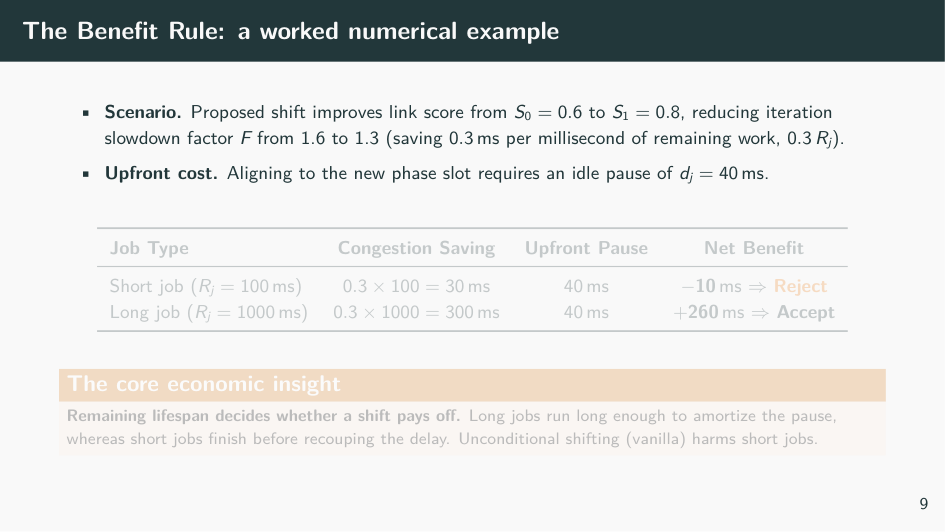 The Benefit Rule: a worked numerical example
▪ Scenario. Proposed shift improves link score from S₀ = 0.6 to S₁ = 0.8, reducing iteration
slowdown factor F from 1.6 to 1.3 (saving 0.3 ms per millisecond of remaining work, 0.3 Rⱼ).
▪ Upfront cost. Aligning to the new phase slot requires an idle pause of dⱼ = 40 ms.
Job Type Congestion Saving Upfront Pause Net Benefit
Short job (Rⱼ = 100 ms) 0.3 × 100 = 30 ms 40 ms −10 ms ⇒ Reject
Long job (Rⱼ = 1000 ms) 0.3 × 1000 = 300 ms 40 ms +260 ms ⇒ Accept
The core economic insight
Remaining lifespan decides whether a shift pays off. Long jobs run long enough to amortize the pause,
whereas short jobs finish before recouping the delay. Unconditional shifting (vanilla) harms short jobs.
9